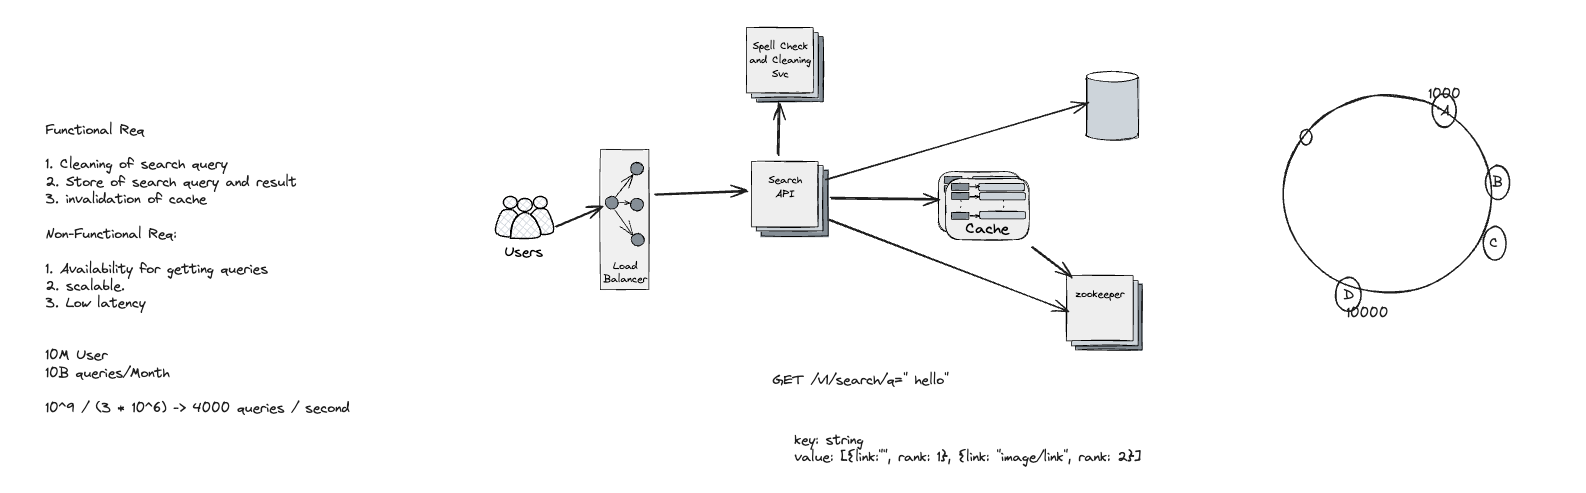 Functional Req
1. Cleaning of search query
2. Store of search query and result
3. invalidation of cache
Non-Functional Req:
1. Availability for getting queries
2. scalable.
3. Low latency
10M User
10B queries/Month
10^9 / (3 * 10^6) -> 4000 queries / second
Users
Load
Balancer
Spell Check
and Cleaning
Svc
Search
API
Cache
zookeeper
GET /v1/search/q=" hello"
key: string
value: [{link:"", rank: 1}, {link: "image/link", rank: 2}]
1000
A
B
C
D
10000